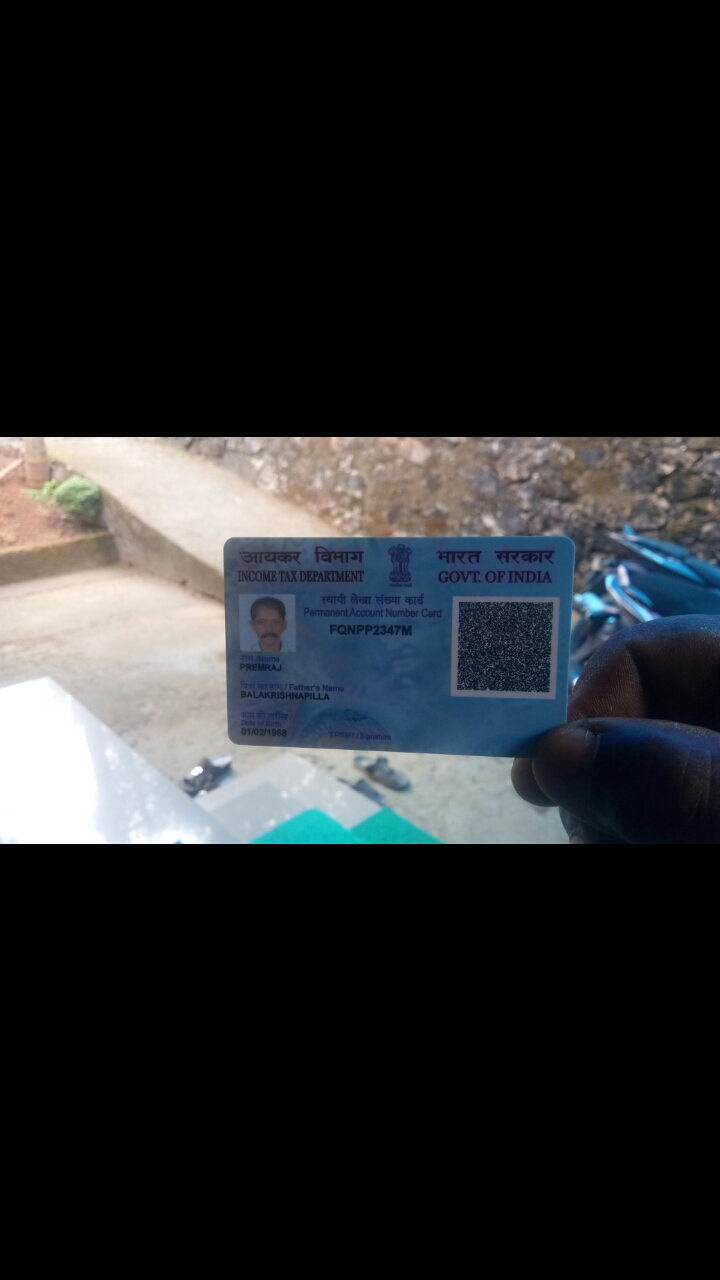 आयकर विभाग भारत सरकार
INCOME TAX DEPARTMENT GOVT. OF INDIA
स्थायी लेखा संख्या कार्ड
Permanent Account Number Card
FQNPP2347M
नाम / Name
PREMRAJ
पिता का नाम / Father's Name
BALAKRISHNAPILLA
जन्म की तारीख
Date of Birth
01/02/1968
हस्ताक्षर / Signature